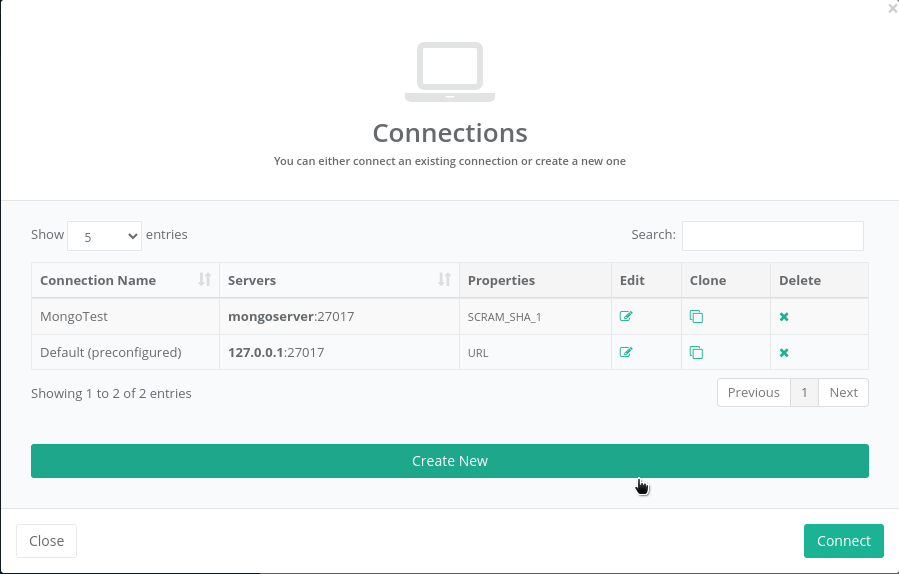 ×
Connections
You can either connect an existing connection or create a new one
Show 5 entries Search:
Connection Name Servers Properties Edit Clone Delete
MongoTest mongoserver:27017 SCRAM_SHA_1
Default (preconfigured) 127.0.0.1:27017 URL
Showing 1 to 2 of 2 entries Previous 1 Next
Create New
Close Connect